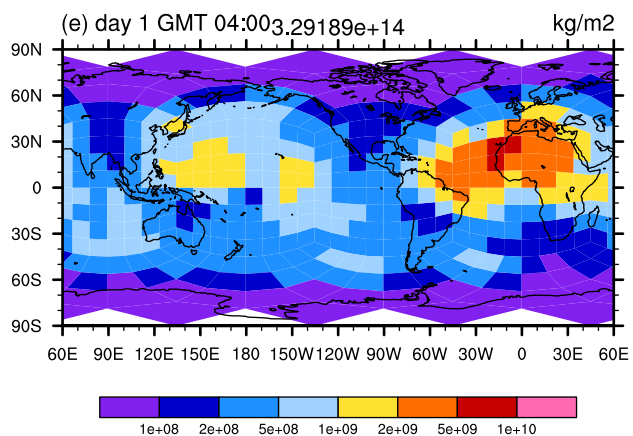 (e) day 1 GMT 04:00 3.29189e+14 kg/m2
90N
60N
30N
0
30S
60S
90S
60E 90E 120E 150E 180 150W 120W 90W 60W 30W 0 30E 60E
1e+08 2e+08 5e+08 1e+09 2e+09 5e+09 1e+10